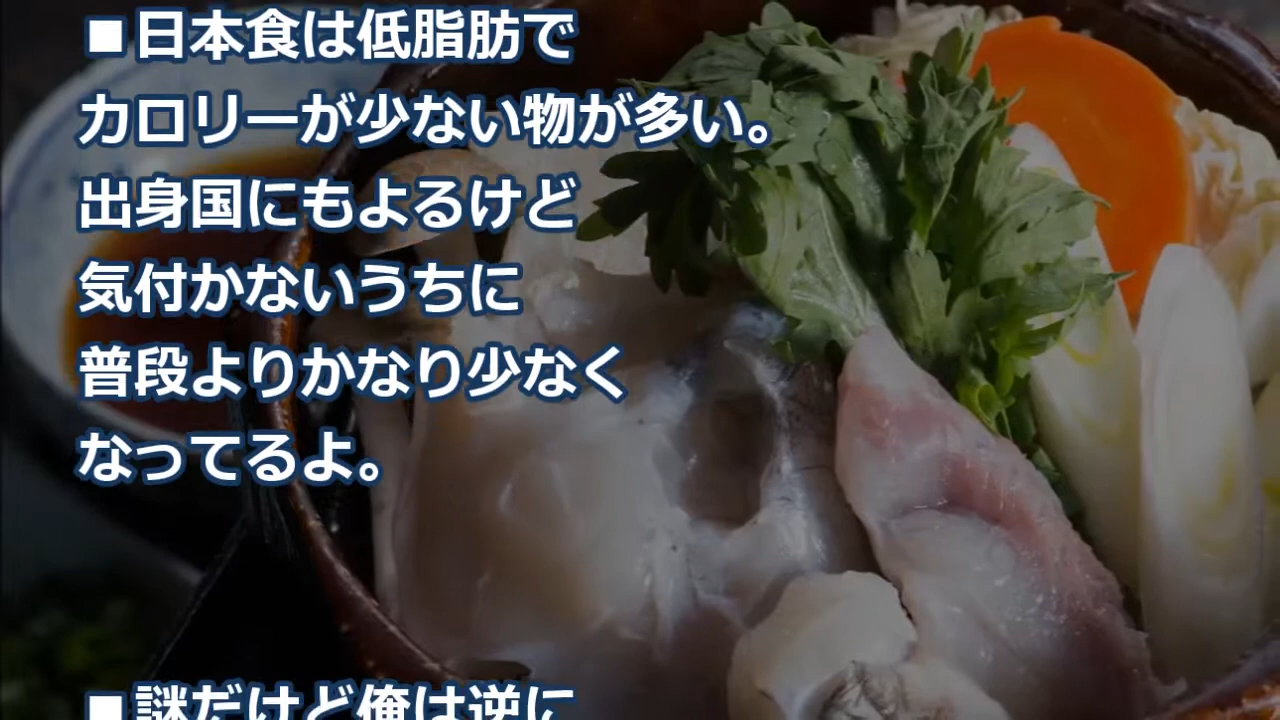 ■日本食は低脂肪で
カロリーが少ない物が多い。
出身国にもよるけど
気付かないうちに
普段よりかなり少なく
なってるよ。
■謎だけど俺は逆に